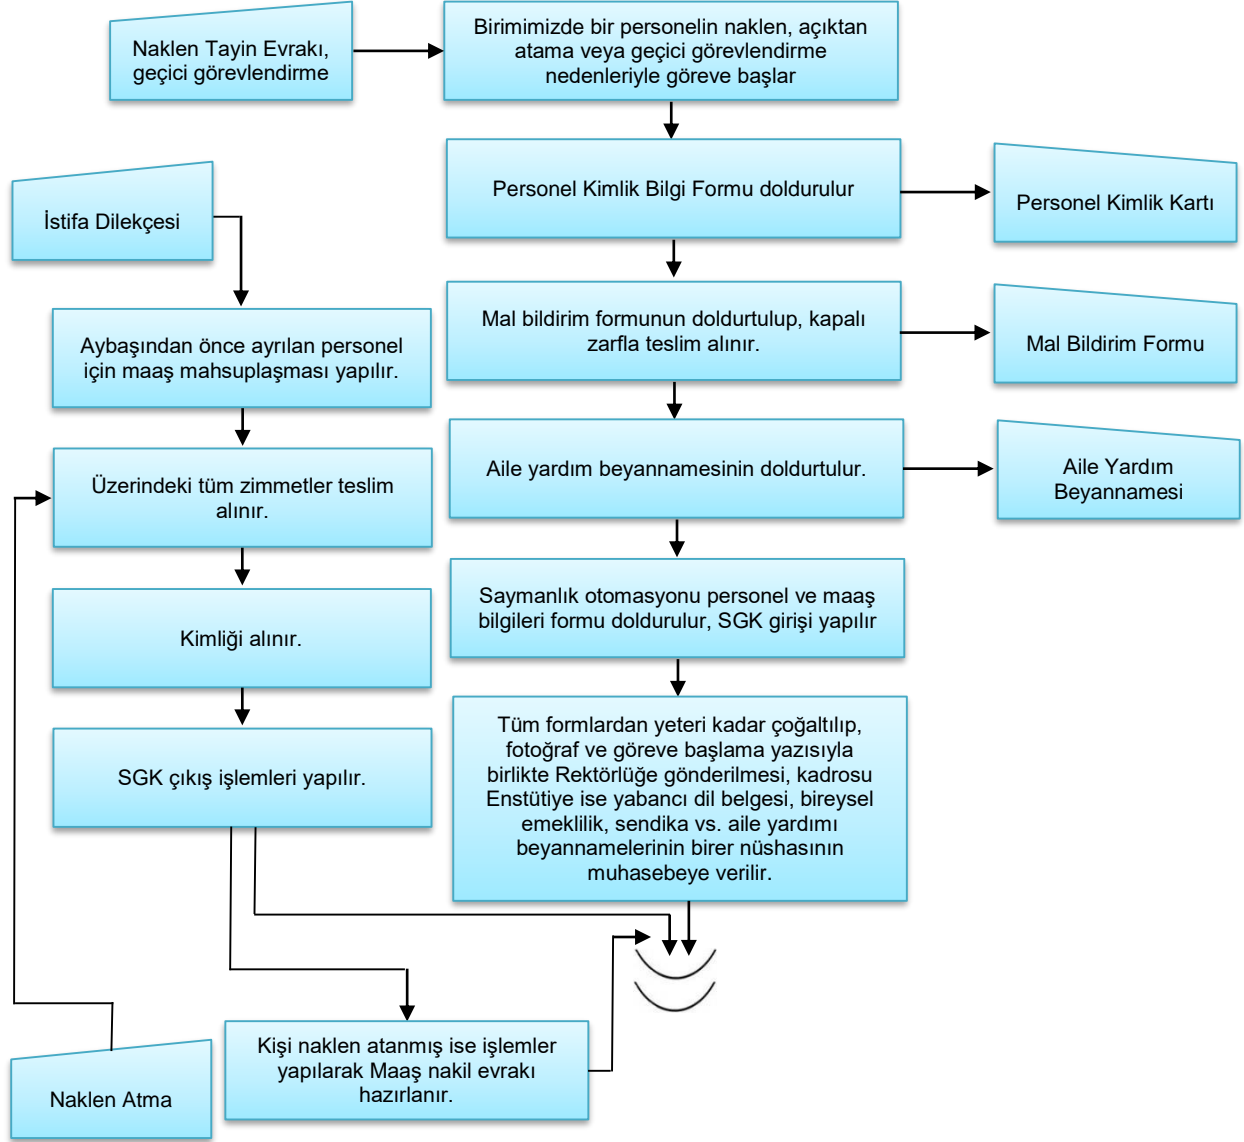 Naklen Tayin Evrakı,
geçici görevlendirme
Birimimizde bir personelin naklen, açıktan
atama veya geçici görevlendirme
nedenleriyle göreve başlar
Personel Kimlik Bilgi Formu doldurulur
Personel Kimlik Kartı
İstifa Dilekçesi
Mal bildirim formunun doldurtulup, kapalı
zarfla teslim alınır.
Mal Bildirim Formu
Aybaşından önce ayrılan personel
için maaş mahsuplaşması yapılır.
Aile yardım beyannamesinin doldurtulur.
Aile Yardım
Beyannamesi
Üzerindeki tüm zimmetler teslim
alınır.
Saymanlık otomasyonu personel ve maaş
bilgileri formu doldurulur, SGK girişi yapılır
Kimliği alınır.
Tüm formlardan yeteri kadar çoğaltılıp,
fotoğraf ve göreve başlama yazısıyla
birlikte Rektörlüğe gönderilmesi, kadrosu
Enstütiye ise yabancı dil belgesi, bireysel
emeklilik, sendika vs. aile yardımı
beyannamelerinin birer nüshasının
muhasebeye verilir.
SGK çıkış işlemleri yapılır.
Kişi naklen atanmış ise işlemler
yapılarak Maaş nakil evrakı
hazırlanır.
Naklen Atma